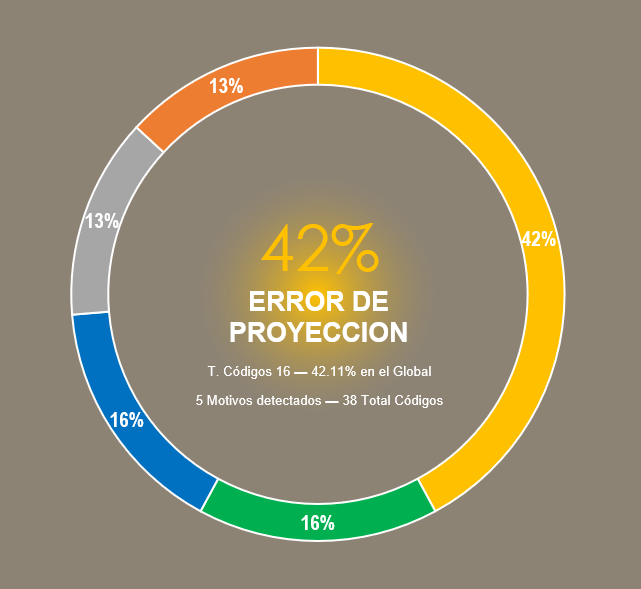 13%
13%
42%
42%
ERROR DE
PROYECCION
T. Códigos 16 — 42.11% en el Global
5 Motivos detectados — 38 Total Códigos
16%
16%